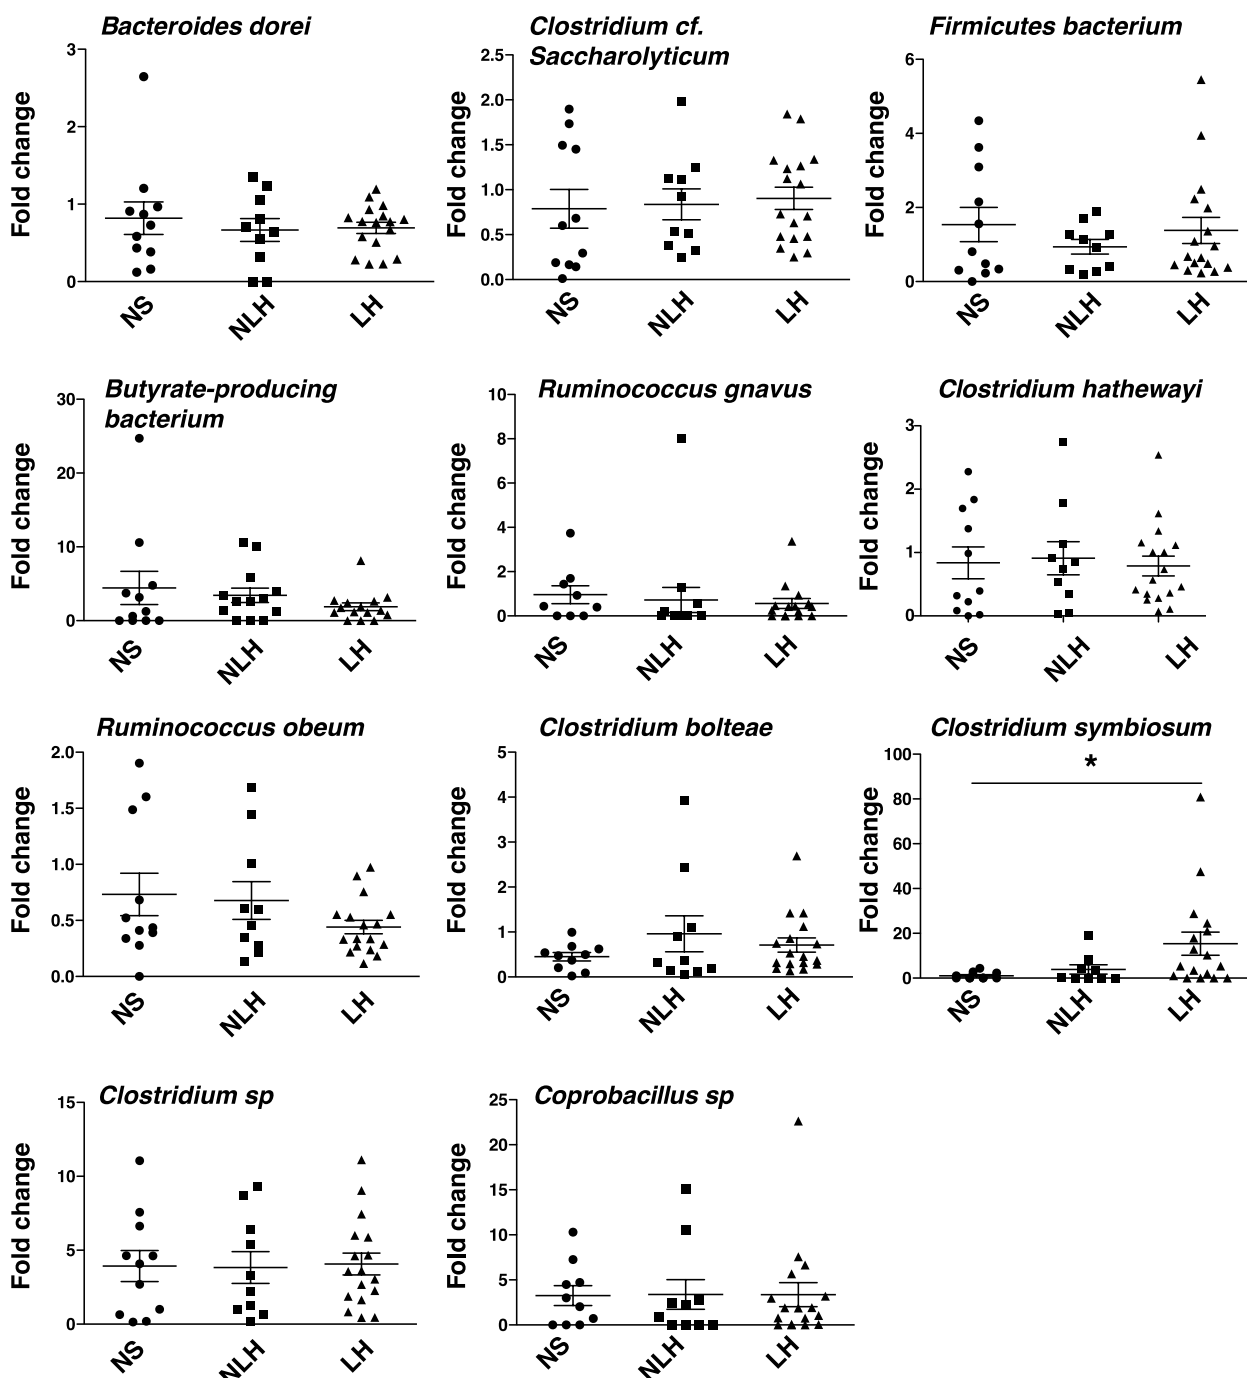 Bacteroides dorei
Fold change
3
2
1
0
NS
NLH
LH
Clostridium cf.
Saccharolyticum
Fold change
2.5
2.0
1.5
1.0
0.5
0.0
NS
NLH
LH
Firmicutes bacterium
Fold change
6
4
2
0
NS
NLH
LH
Butyrate-producing
bacterium
Fold change
30
20
10
0
NS
NLH
LH
Ruminococcus gnavus
Fold change
10
8
6
4
2
0
NS
NLH
LH
Clostridium hathewayi
Fold change
3
2
1
0
NS
NLH
LH
Ruminococcus obeum
Fold change
2.0
1.5
1.0
0.5
0.0
NS
NLH
LH
Clostridium bolteae
Fold change
5
4
3
2
1
0
NS
NLH
LH
Clostridium symbiosum
Fold change
100
80
60
40
20
0
*
NS
NLH
LH
Clostridium sp
Fold change
15
10
5
0
NS
NLH
LH
Coprobacillus sp
Fold change
25
20
15
10
5
0
NS
NLH
LH